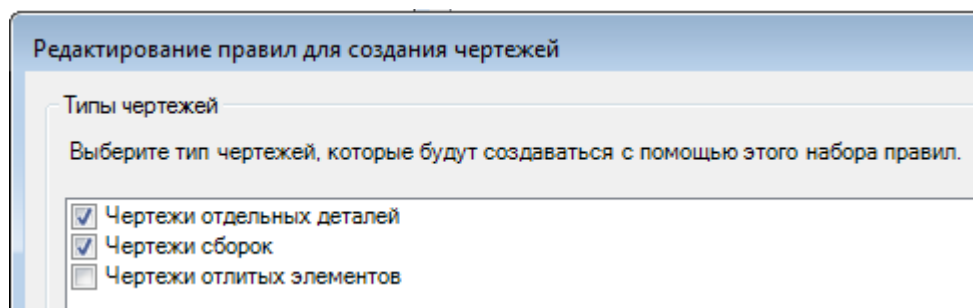 Редактирование правил для создания чертежей
Типы чертежей
Выберите тип чертежей, которые будут создаваться с помощью этого набора правил.
Чертежи отдельных деталей
Чертежи сборок
Чертежи отлитых элементов